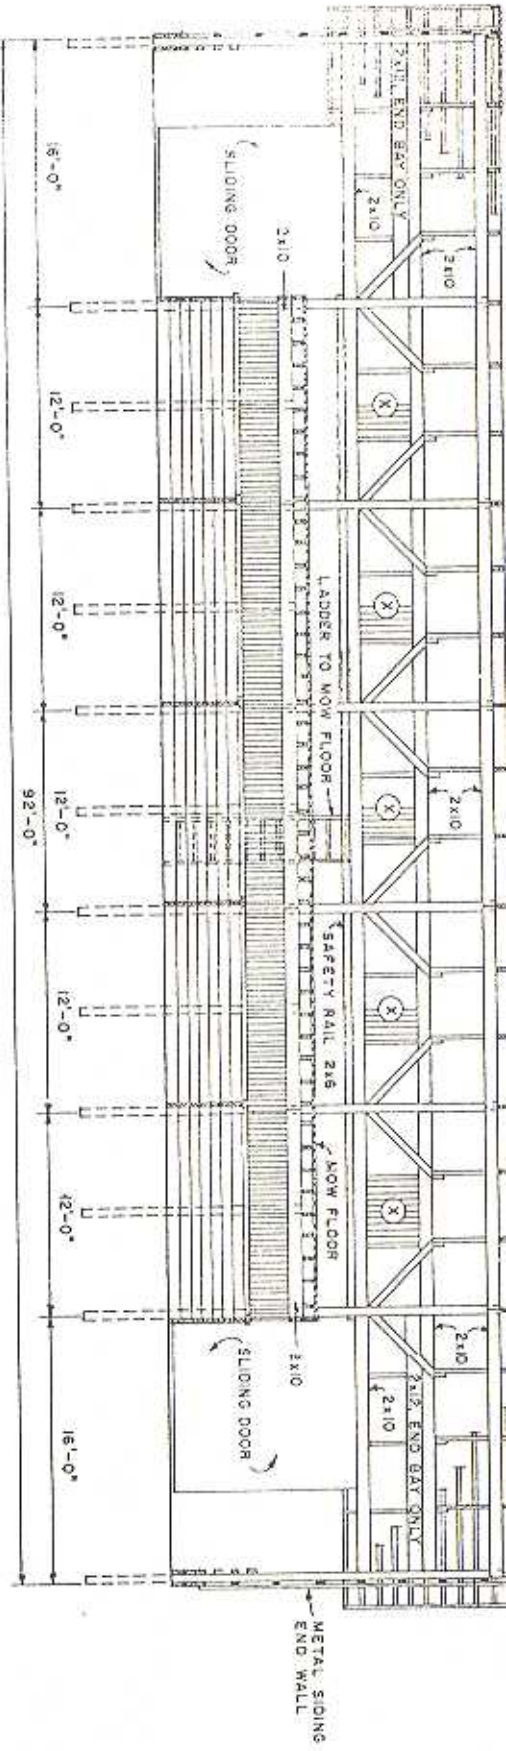 2x10
2x10
2x10
2x12, END BAY ONLY
2x12, END BAY ONLY
2x10
X
X
X
X
X
2x10
LADDER TO MOW FLOOR
SAFETY RAIL 2x6
MOW FLOOR
METAL SIDING
END WALL
2x10
2x10
SLIDING DOOR
SLIDING DOOR
16'-0"
12'-0"
12'-0"
12'-0"
12'-0"
12'-0"
16'-0"
92'-0"